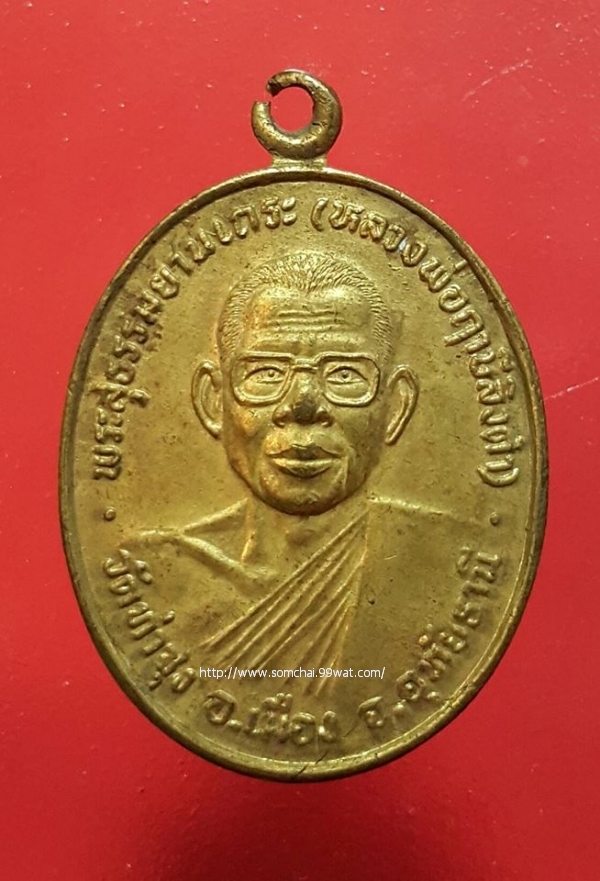 พระสุธรรมยานเถระ (หลวงพ่อฤาษีลิงดำ)
วัดท่าซุง อ.เมือง จ.อุทัยธานี
http://www.somchai.99wat.com/